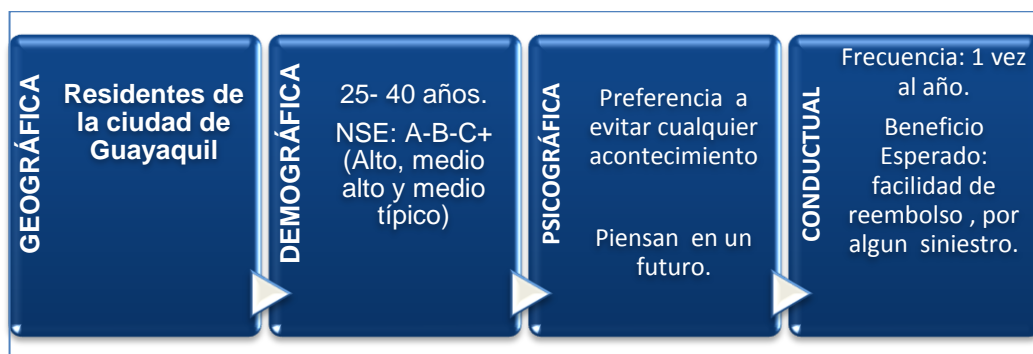 GEOGRÁFICA
Residentes de
la ciudad de
Guayaquil
DEMOGRÁFICA
25- 40 años.
NSE: A-B-C+
(Alto, medio
alto y medio
típico)
PSICOGRÁFICA
Preferencia a
evitar cualquier
acontecimiento
Piensan en un
futuro.
CONDUCTUAL
Frecuencia: 1 vez
al año.
Beneficio
Esperado:
facilidad de
reembolso , por
algun siniestro.